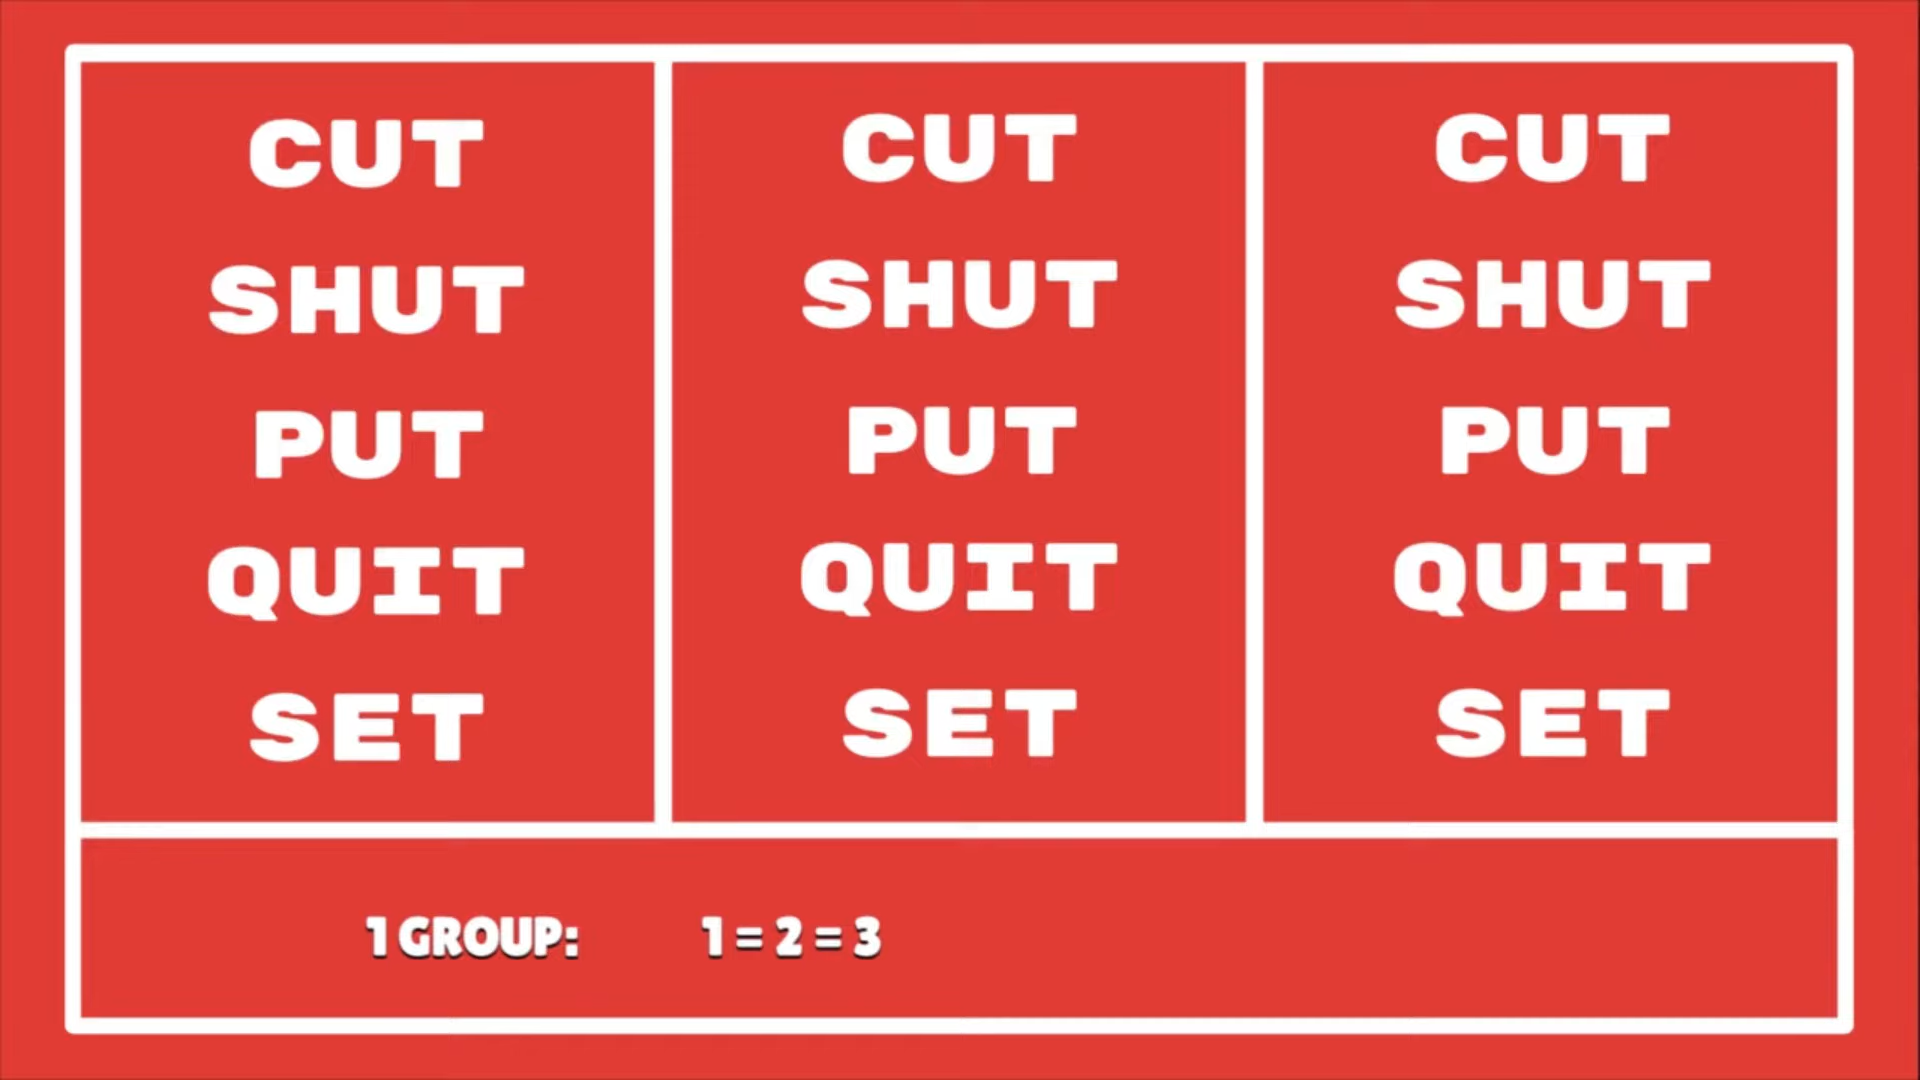 CUT CUT CUT
SHUT SHUT SHUT
PUT PUT PUT
QUIT QUIT QUIT
SET SET SET
1 GROUP: 1 = 2 = 3